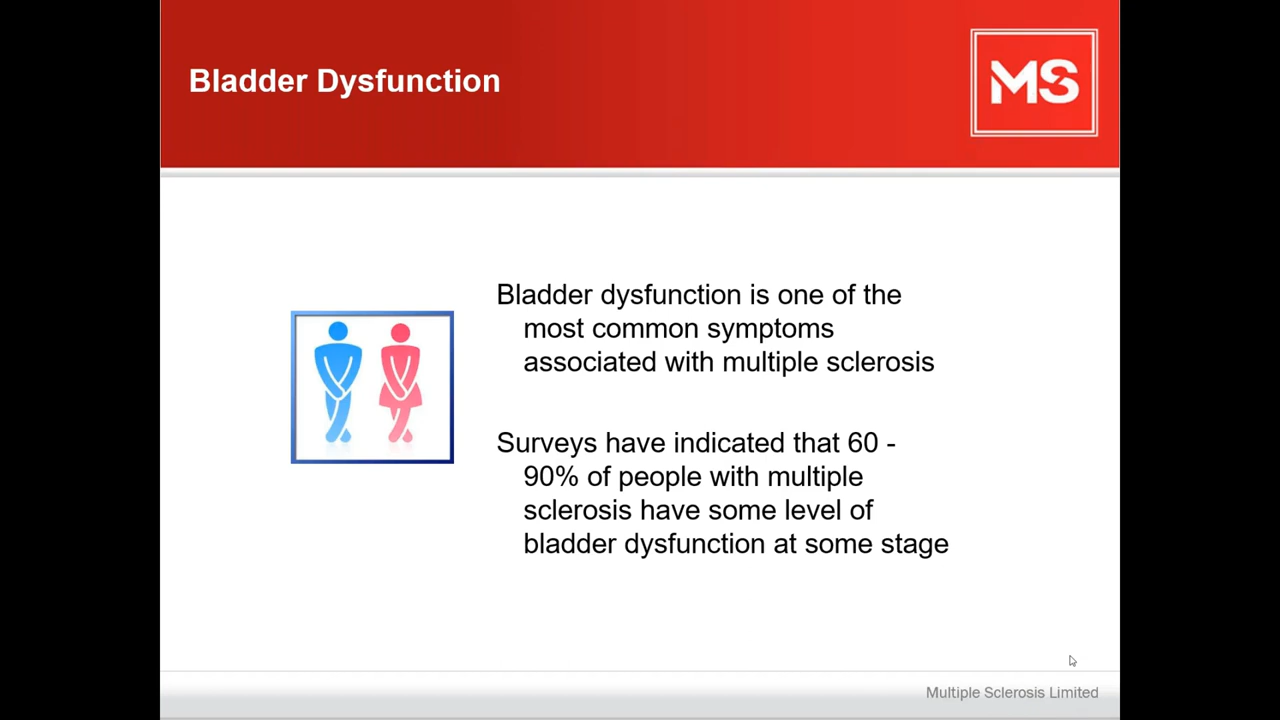 Bladder Dysfunction
MS
Bladder dysfunction is one of the
most common symptoms
associated with multiple sclerosis
Surveys have indicated that 60 -
90% of people with multiple
sclerosis have some level of
bladder dysfunction at some stage
Multiple Sclerosis Limited